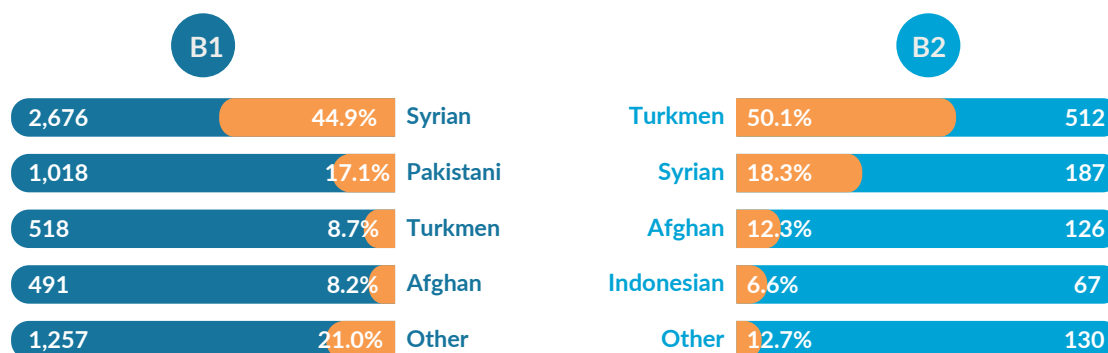 B1
2,676 44.9% Syrian
1,018 17.1% Pakistani
518 8.7% Turkmen
491 8.2% Afghan
1,257 21.0% Other
B2
Turkmen 50.1% 512
Syrian 18.3% 187
Afghan 12.3% 126
Indonesian 6.6% 67
Other 12.7% 130